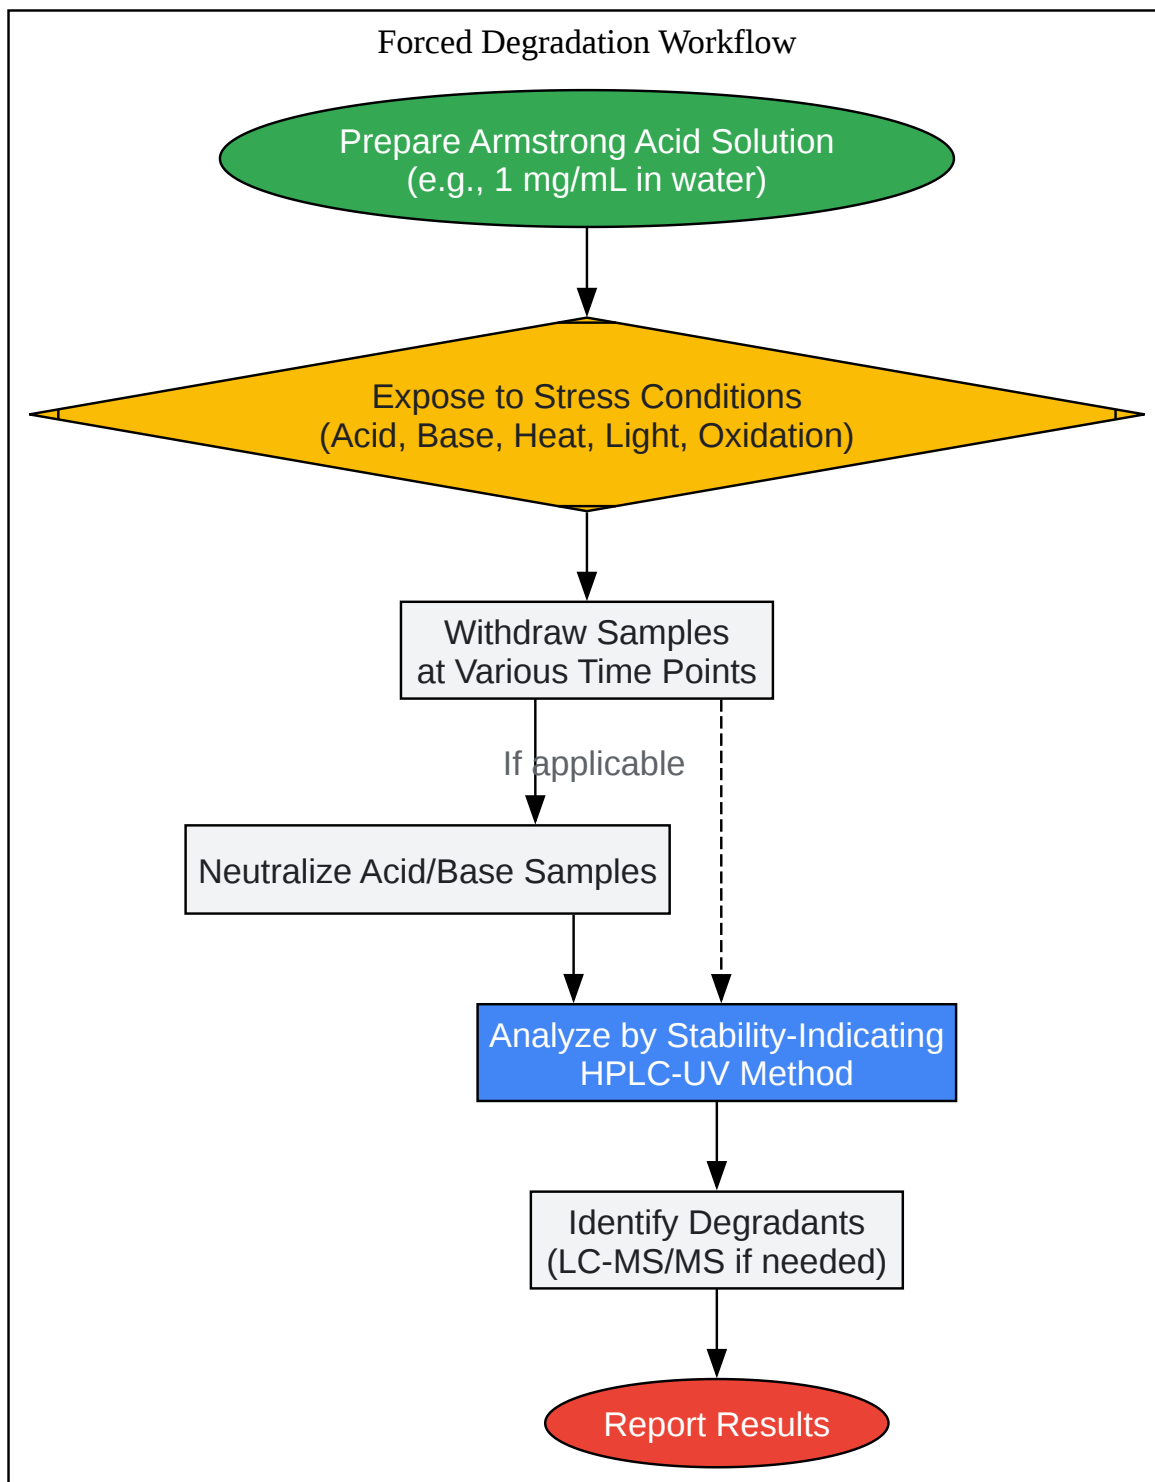 Forced Degradation Workflow
Prepare Armstrong Acid Solution
(e.g., 1 mg/mL in water)
Expose to Stress Conditions
(Acid, Base, Heat, Light, Oxidation)
Withdraw Samples
at Various Time Points
If applicable
Neutralize Acid/Base Samples
Analyze by Stability-Indicating
HPLC-UV Method
Identify Degradants
(LC-MS/MS if needed)
Report Results